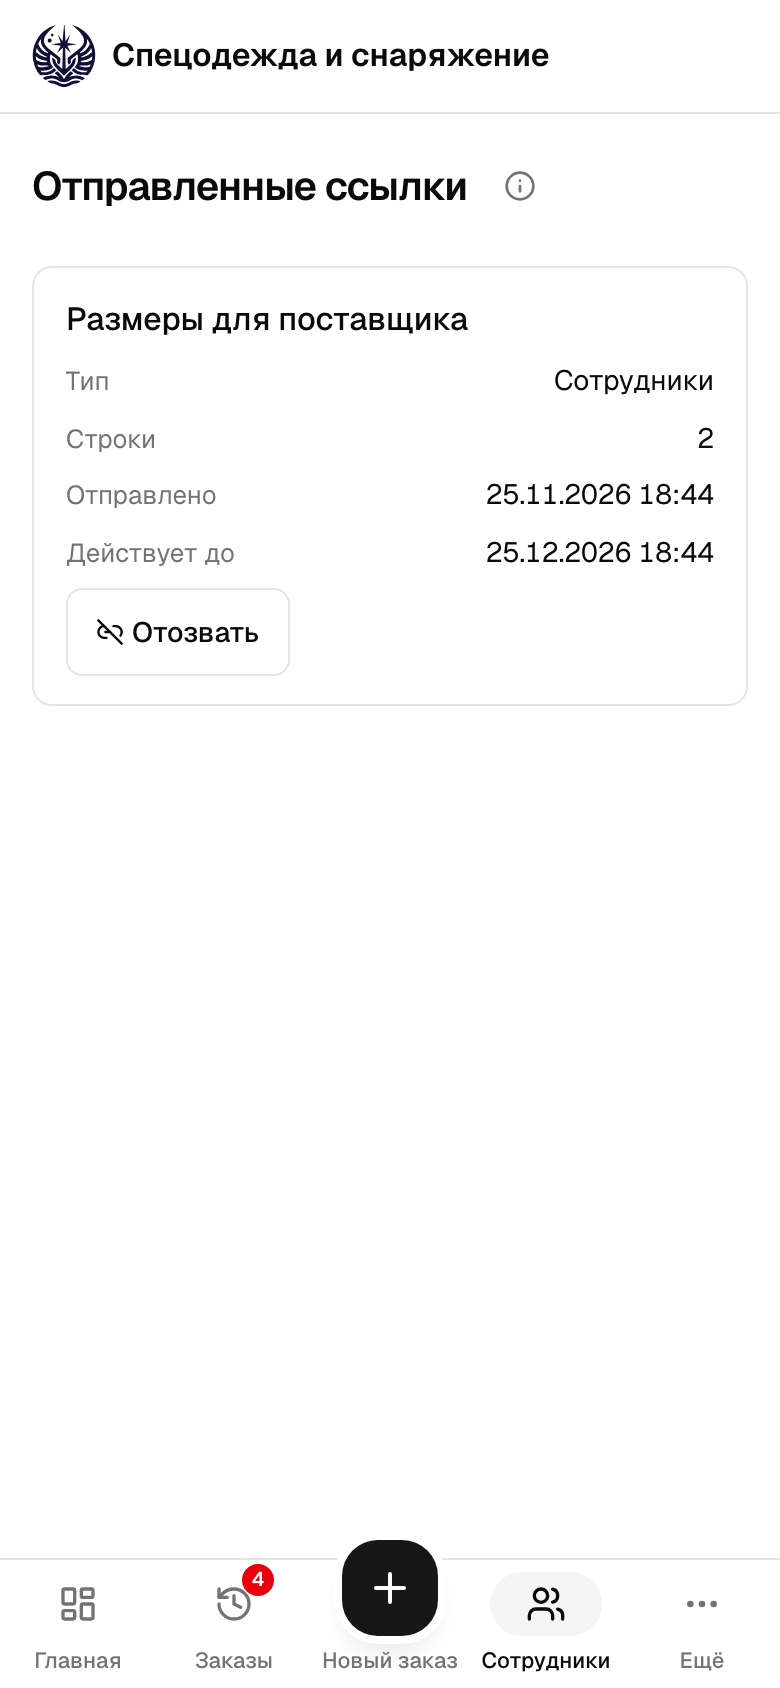 Спецодежда и снаряжение
Отправленные ссылки
Размеры для поставщика
Тип Сотрудники
Строки 2
Отправлено 25.11.2026 18:44
Действует до 25.12.2026 18:44
Отозвать
4
Главная Заказы Новый заказ Сотрудники Ещё